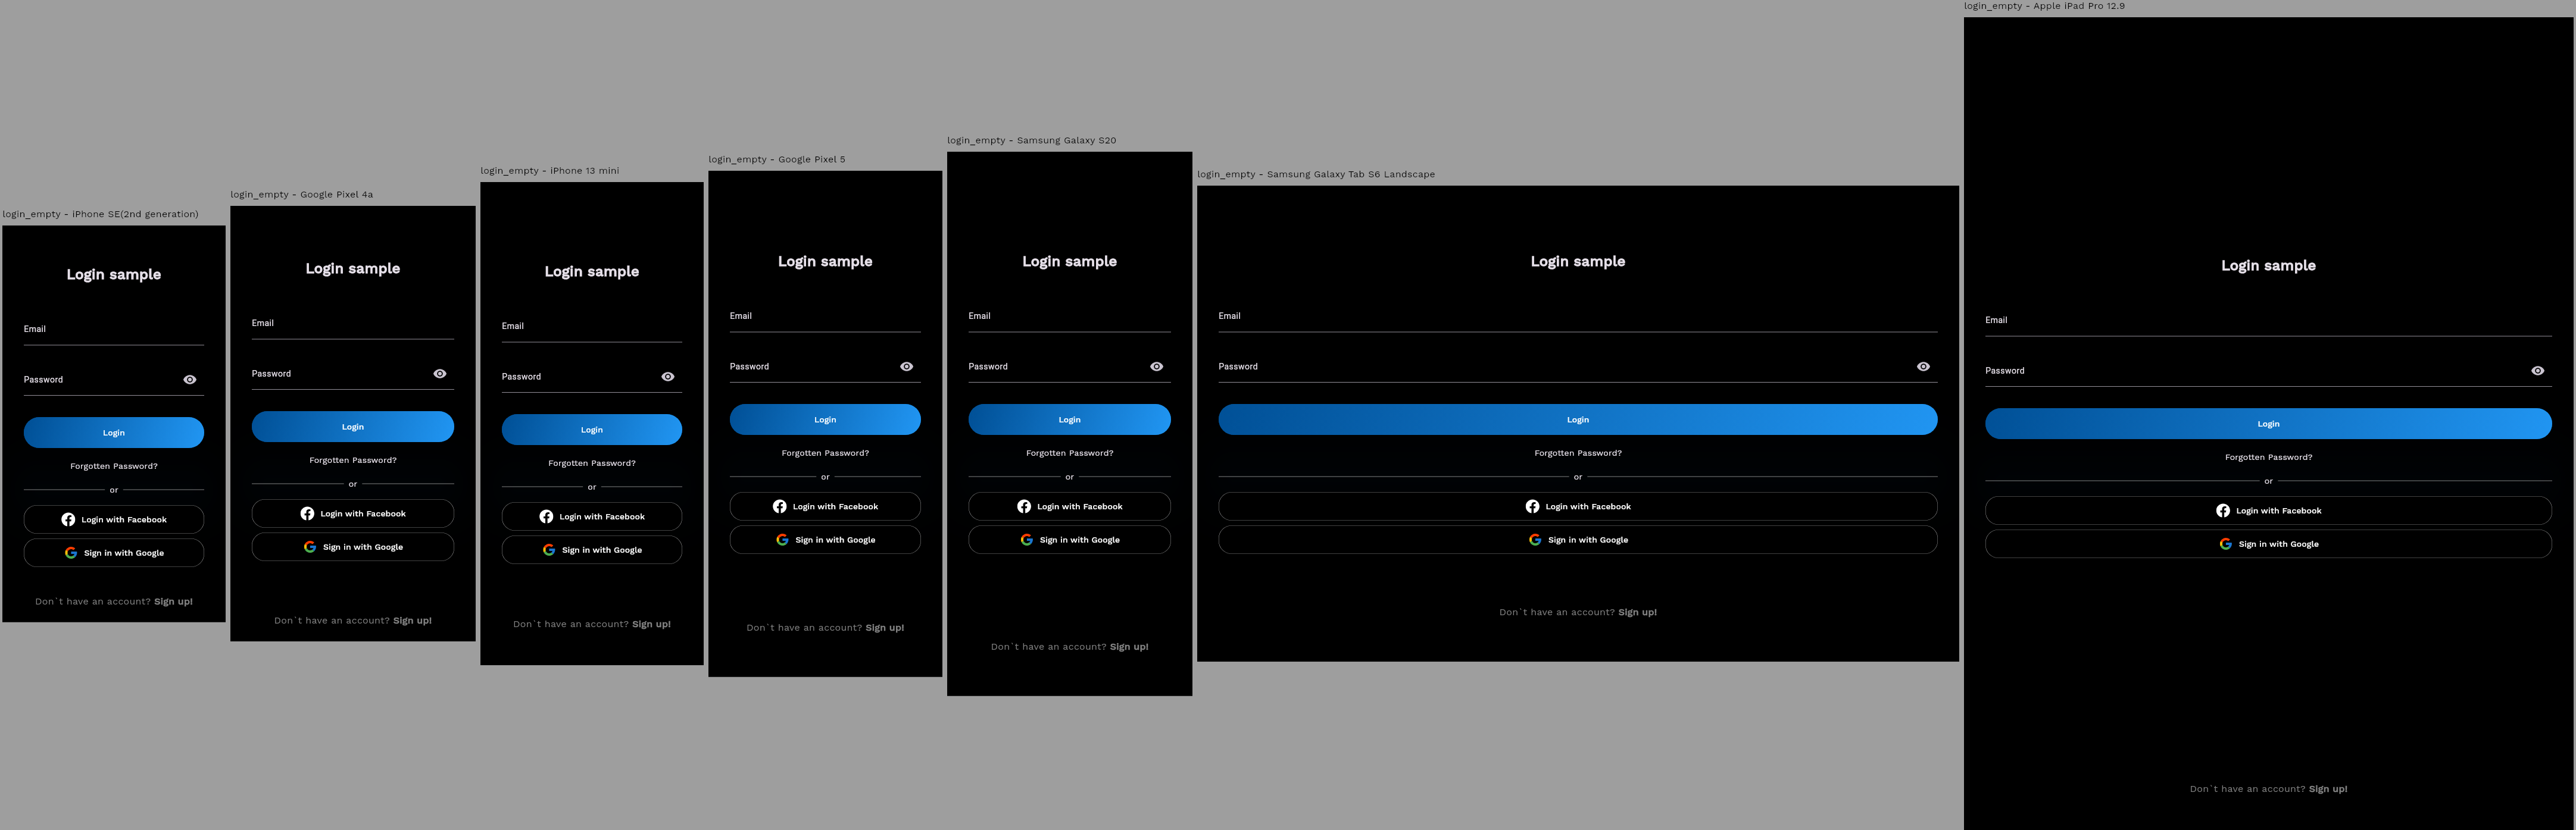 login_empty - iPhone SE(2nd generation)
Login sample
Email
Password
Login
Forgotten Password?
or
Login with Facebook
Sign in with Google
Don`t have an account? Sign up!
login_empty - Google Pixel 4a
Login sample
Email
Password
Login
Forgotten Password?
or
Login with Facebook
Sign in with Google
Don`t have an account? Sign up!
login_empty - iPhone 13 mini
Login sample
Email
Password
Login
Forgotten Password?
or
Login with Facebook
Sign in with Google
Don`t have an account? Sign up!
login_empty - Google Pixel 5
Login sample
Email
Password
Login
Forgotten Password?
or
Login with Facebook
Sign in with Google
Don`t have an account? Sign up!
login_empty - Samsung Galaxy S20
Login sample
Email
Password
Login
Forgotten Password?
or
Login with Facebook
Sign in with Google
Don`t have an account? Sign up!
login_empty - Samsung Galaxy Tab S6 Landscape
Login sample
Email
Password
Login
Forgotten Password?
or
Login with Facebook
Sign in with Google
Don`t have an account? Sign up!
login_empty - Apple iPad Pro 12.9
Login sample
Email
Password
Login
Forgotten Password?
or
Login with Facebook
Sign in with Google
Don`t have an account? Sign up!